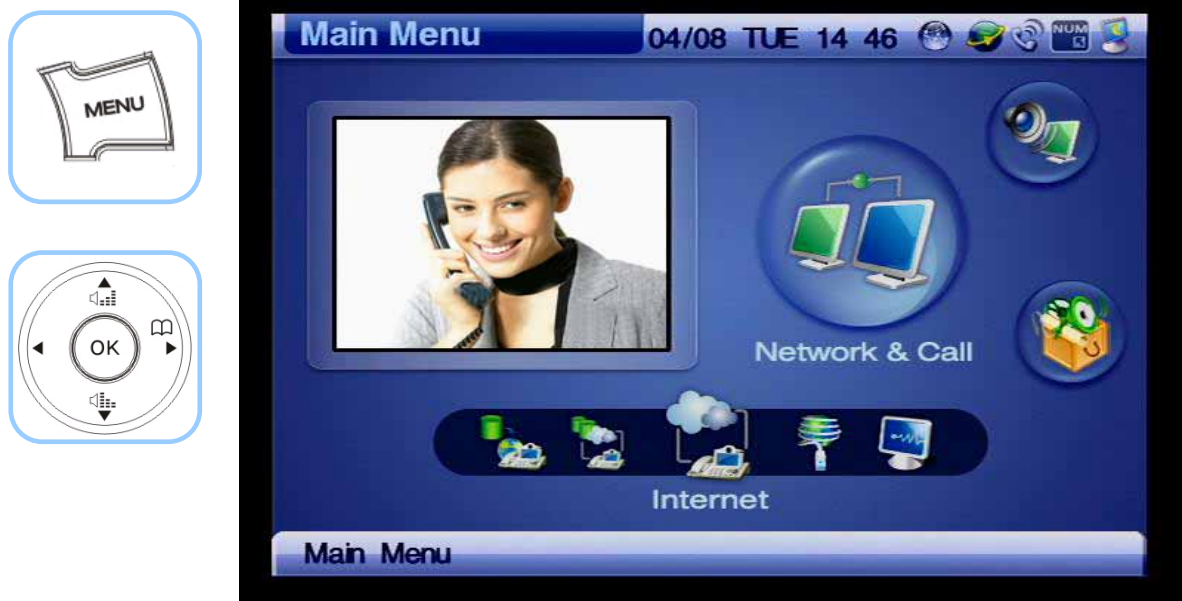 MENU
OK
Main Menu
04/08 TUE 14 46
NUM
Network & Call
Internet
Main Menu